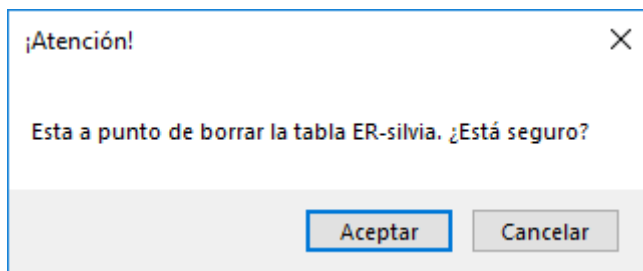 ¡Atención!
Esta a punto de borrar la tabla ER-silvia. ¿Está seguro?
Aceptar Cancelar